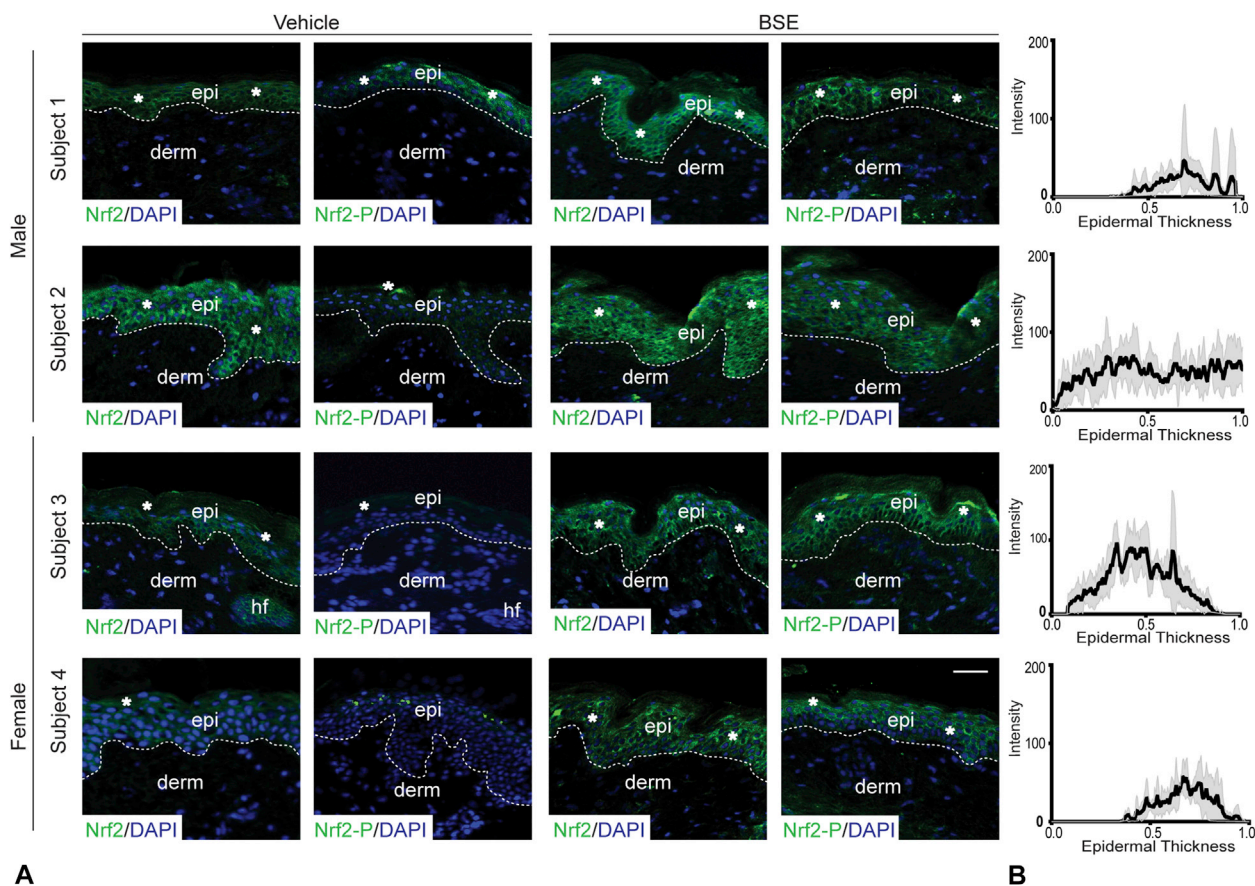 Vehicle
BSE
Male
Subject 1
epi
derm
Nrf2/DAPI
epi
derm
Nrf2-P/DAPI
epi
derm
Nrf2/DAPI
epi
derm
Nrf2-P/DAPI
200
100
0
Intensity
0.0 0.5 1.0
Epidermal Thickness
Subject 2
epi
derm
Nrf2/DAPI
epi
derm
Nrf2-P/DAPI
epi
derm
Nrf2/DAPI
epi
derm
Nrf2-P/DAPI
200
100
0
Intensity
0.0 0.5 1.0
Epidermal Thickness
Female
Subject 3
epi
derm
hf
Nrf2/DAPI
epi
derm
hf
Nrf2-P/DAPI
epi
derm
Nrf2/DAPI
epi
derm
Nrf2-P/DAPI
200
100
0
Intensity
0.0 0.5 1.0
Epidermal Thickness
Subject 4
epi
derm
Nrf2/DAPI
epi
derm
Nrf2-P/DAPI
epi
derm
Nrf2/DAPI
epi
derm
Nrf2-P/DAPI
200
100
0
Intensity
0.0 0.5 1.0
Epidermal Thickness
A
B